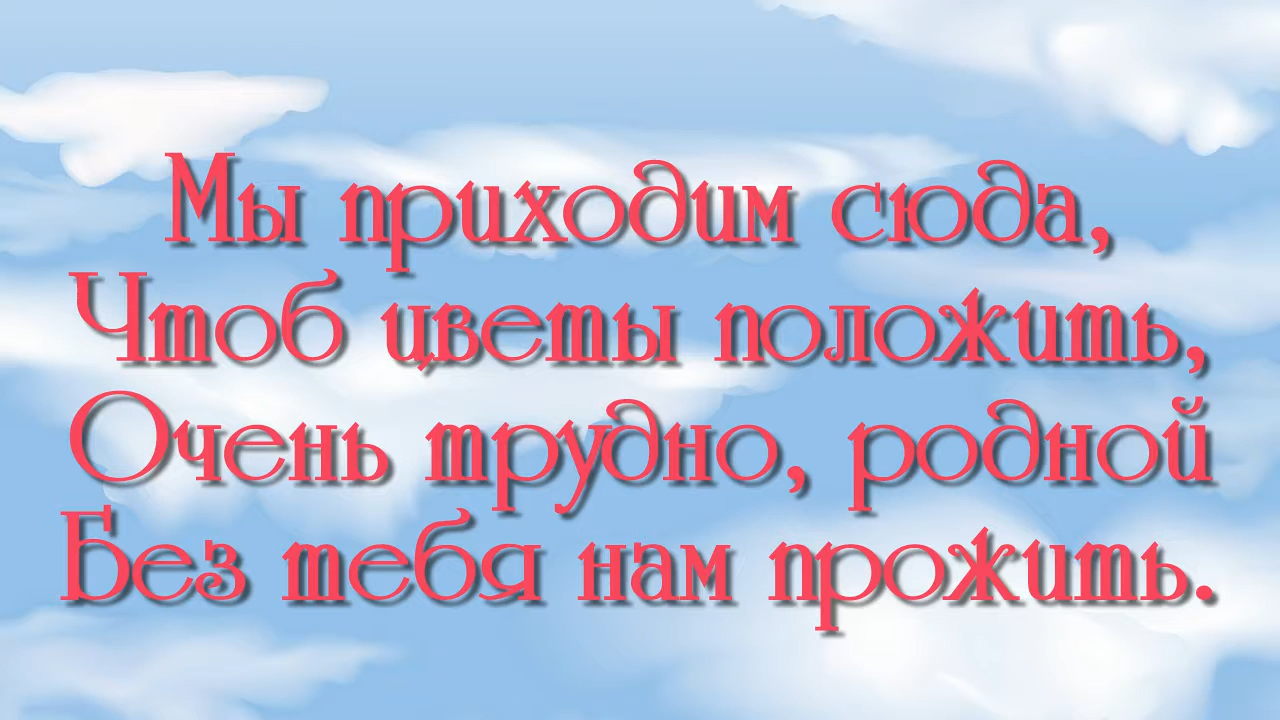 Мы приходим сюда,
Чтоб цветы положить,
Очень трудно, родной
Без тебя нам прожить.